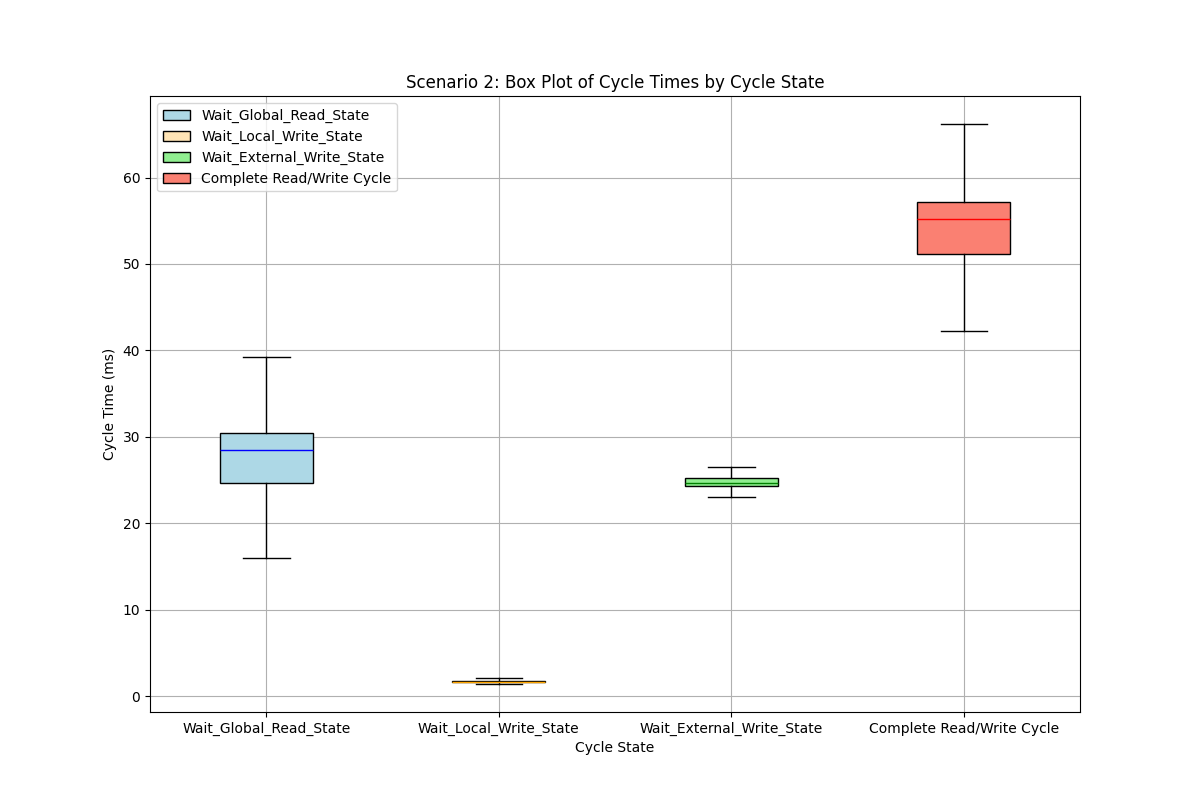 Scenario 2: Box Plot of Cycle Times by Cycle State
Wait_Global_Read_State
Wait_Local_Write_State
Wait_External_Write_State
Complete Read/Write Cycle
60
50
40
30
20
10
0
Cycle Time (ms)
Wait_Global_Read_State Wait_Local_Write_State Wait_External_Write_State Complete Read/Write Cycle
Cycle State